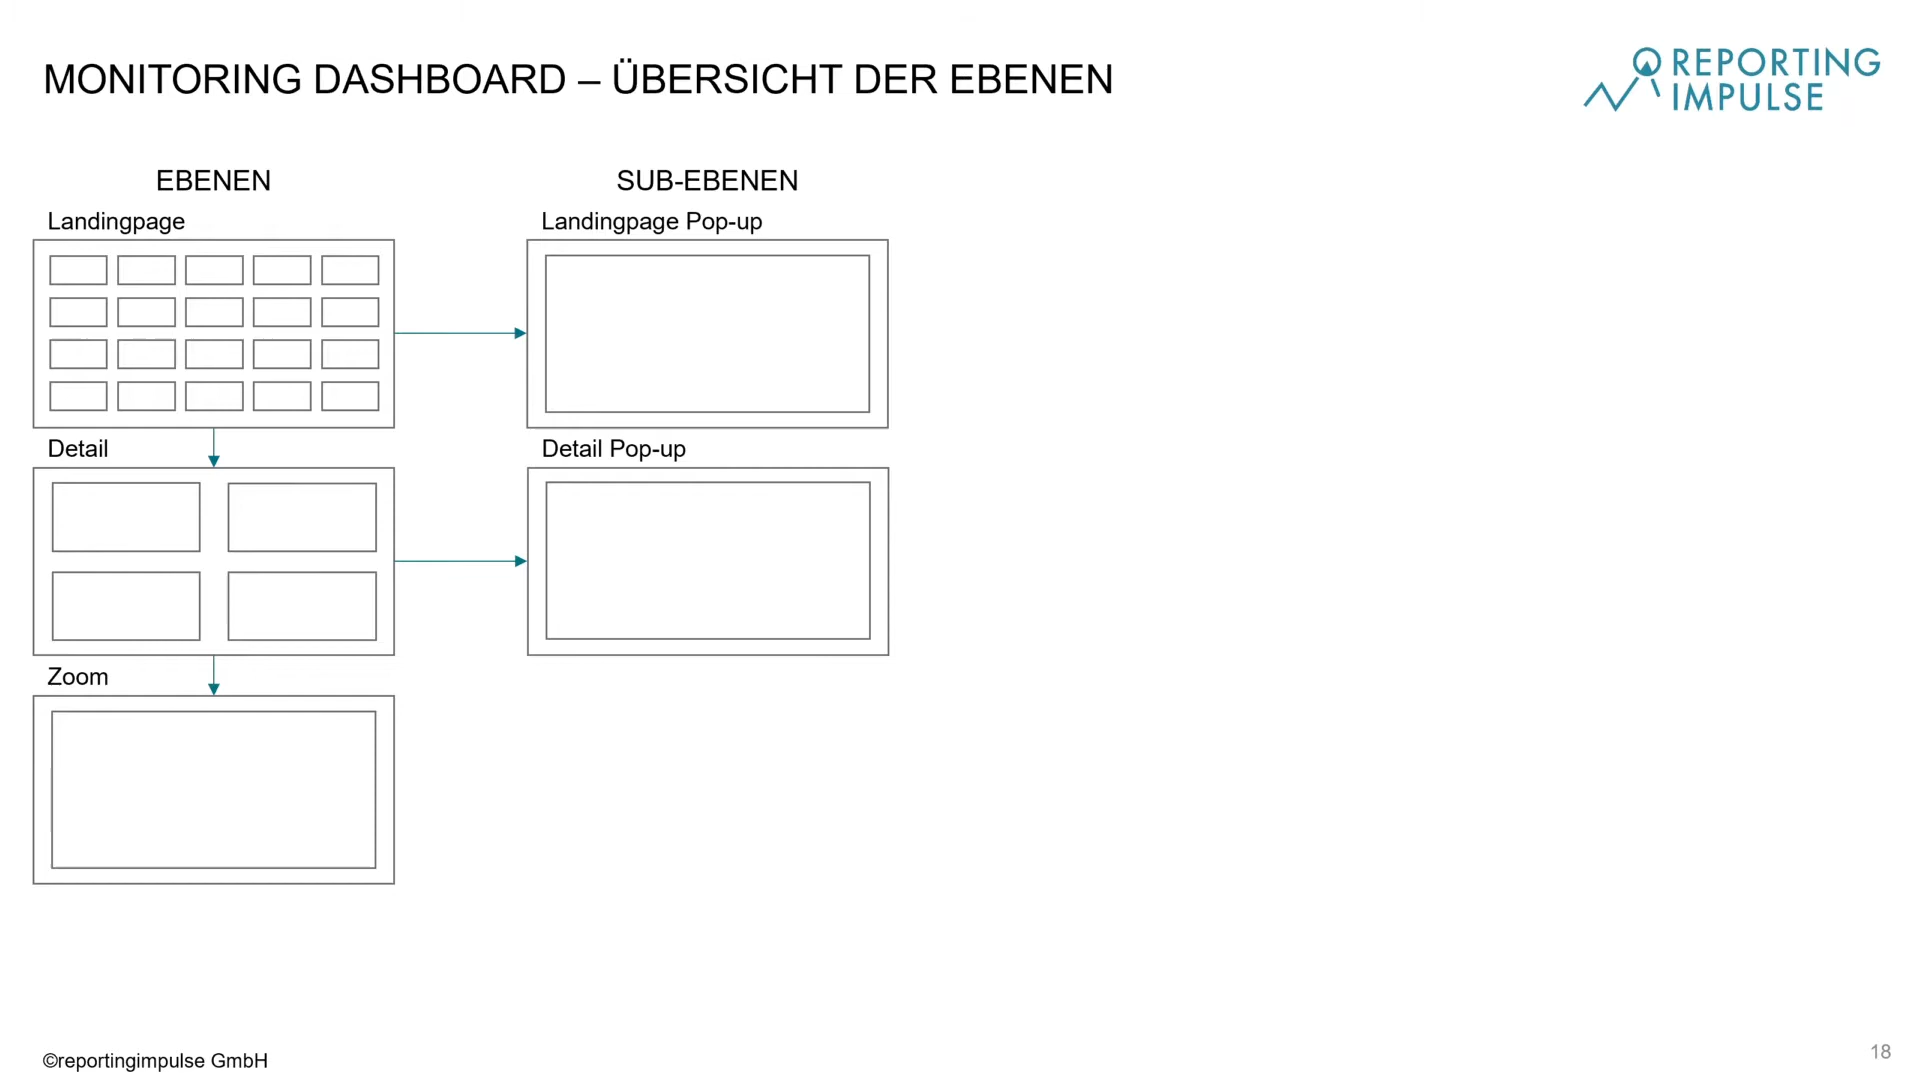 MONITORING DASHBOARD – ÜBERSICHT DER EBENEN
REPORTING
IMPULSE
EBENEN
SUB-EBENEN
Landingpage
Landingpage Pop-up
Detail
Detail Pop-up
Zoom
©reportingimpulse GmbH
18